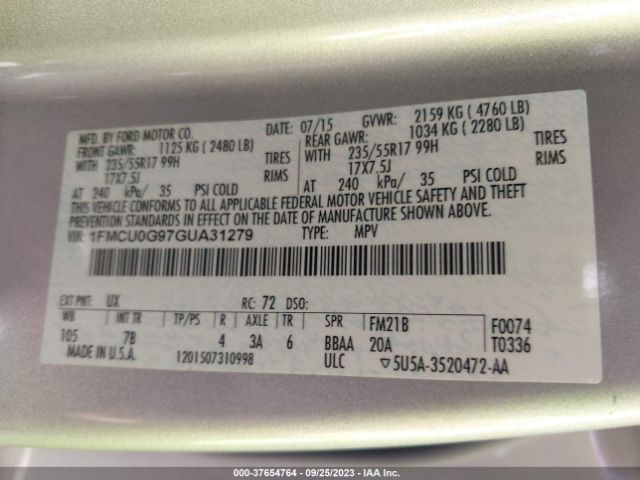 MFD. BY FORD MOTOR CO.
DATE: 07/15 GVWR: 2159 KG ( 4760 LB)
FRONT GAWR: 1125 KG ( 2480 LB) REAR GAWR: 1034 KG ( 2280 LB)
WITH 235/55R17 99H TIRES WITH 235/55R17 99H TIRES
17X7.5J RIMS 17X7.5J RIMS
AT 240 kPa/ 35 PSI COLD AT 240 kPa/ 35 PSI COLD
THIS VEHICLE CONFORMS TO ALL APPLICABLE FEDERAL MOTOR VEHICLE SAFETY AND THEFT
PREVENTION STANDARDS IN EFFECT ON THE DATE OF MANUFACTURE SHOWN ABOVE.
VIN: 1FMCU0G97GUA31279 TYPE: MPV
EXT PNT: UX RC: 72 DSO:
WB INT TR TP/PS R AXLE TR SPR FM21B F0074
105 7B 4 3A 6 BBAA 20A T0336
MADE IN U.S.A. 1201507310998 ULC ▽5U5A-3520472-AA
000-37654764 | 09/25/2023 | IAA Inc.